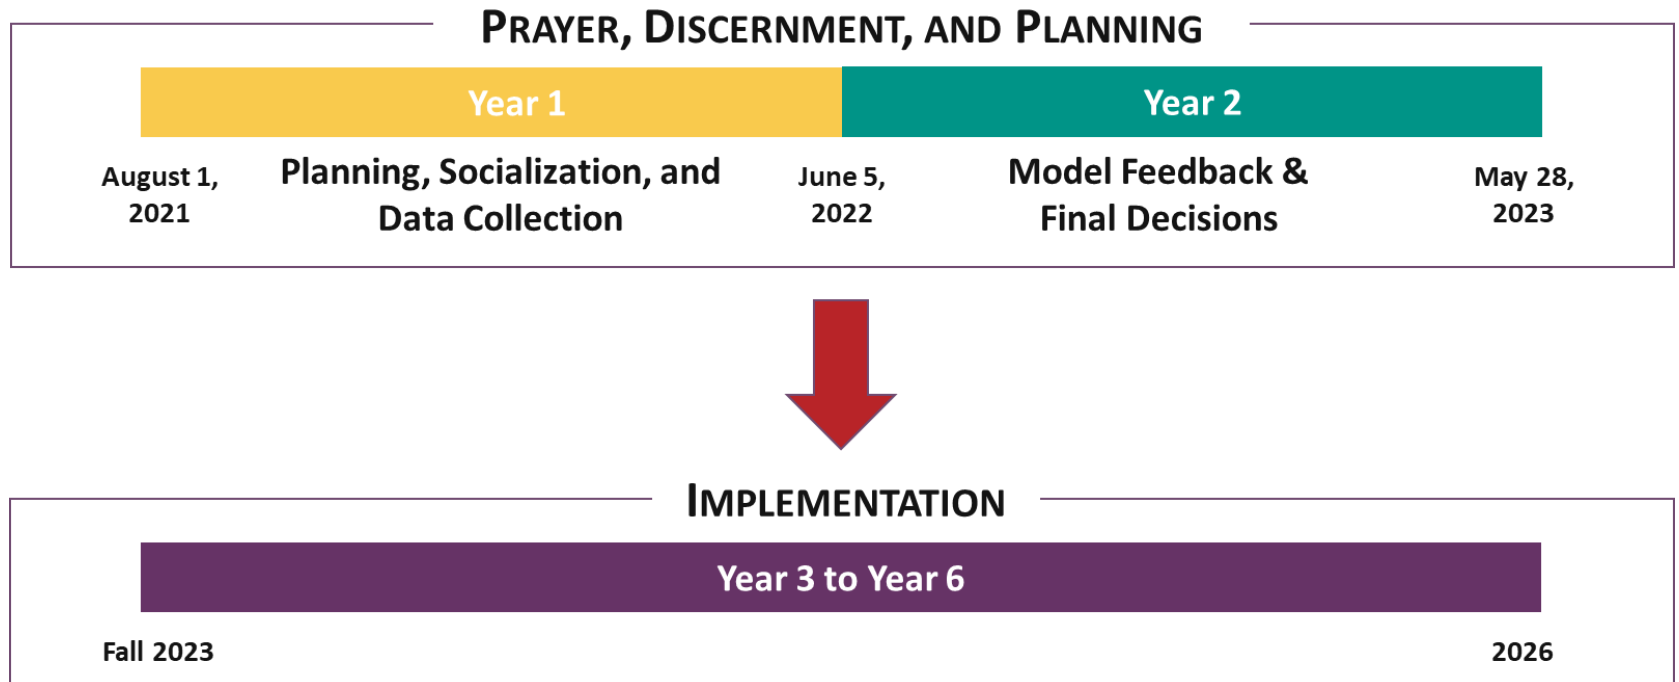 PRAYER, DISCERNMENT, AND PLANNING
Year 1
Year 2
August 1,
2021
Planning, Socialization, and
Data Collection
June 5,
2022
Model Feedback &
Final Decisions
May 28,
2023
IMPLEMENTATION
Year 3 to Year 6
Fall 2023
2026